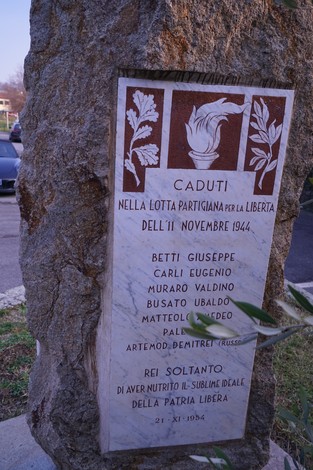 CADUTI
NELLA LOTTA PARTIGIANA PER LA LIBERTA
DELL'11 NOVEMBRE 1944
BETTI GIUSEPPE
CARLI EUGENIO
MURARO VALDINO
BUSATO UBALDO
ARTEMOD. DEMITREI
REI SOLTANTO
DI AVER NUTRITO IL SUBLIME IDEALE
DELLA PATRIA LIBERA
21 - XI - 1954